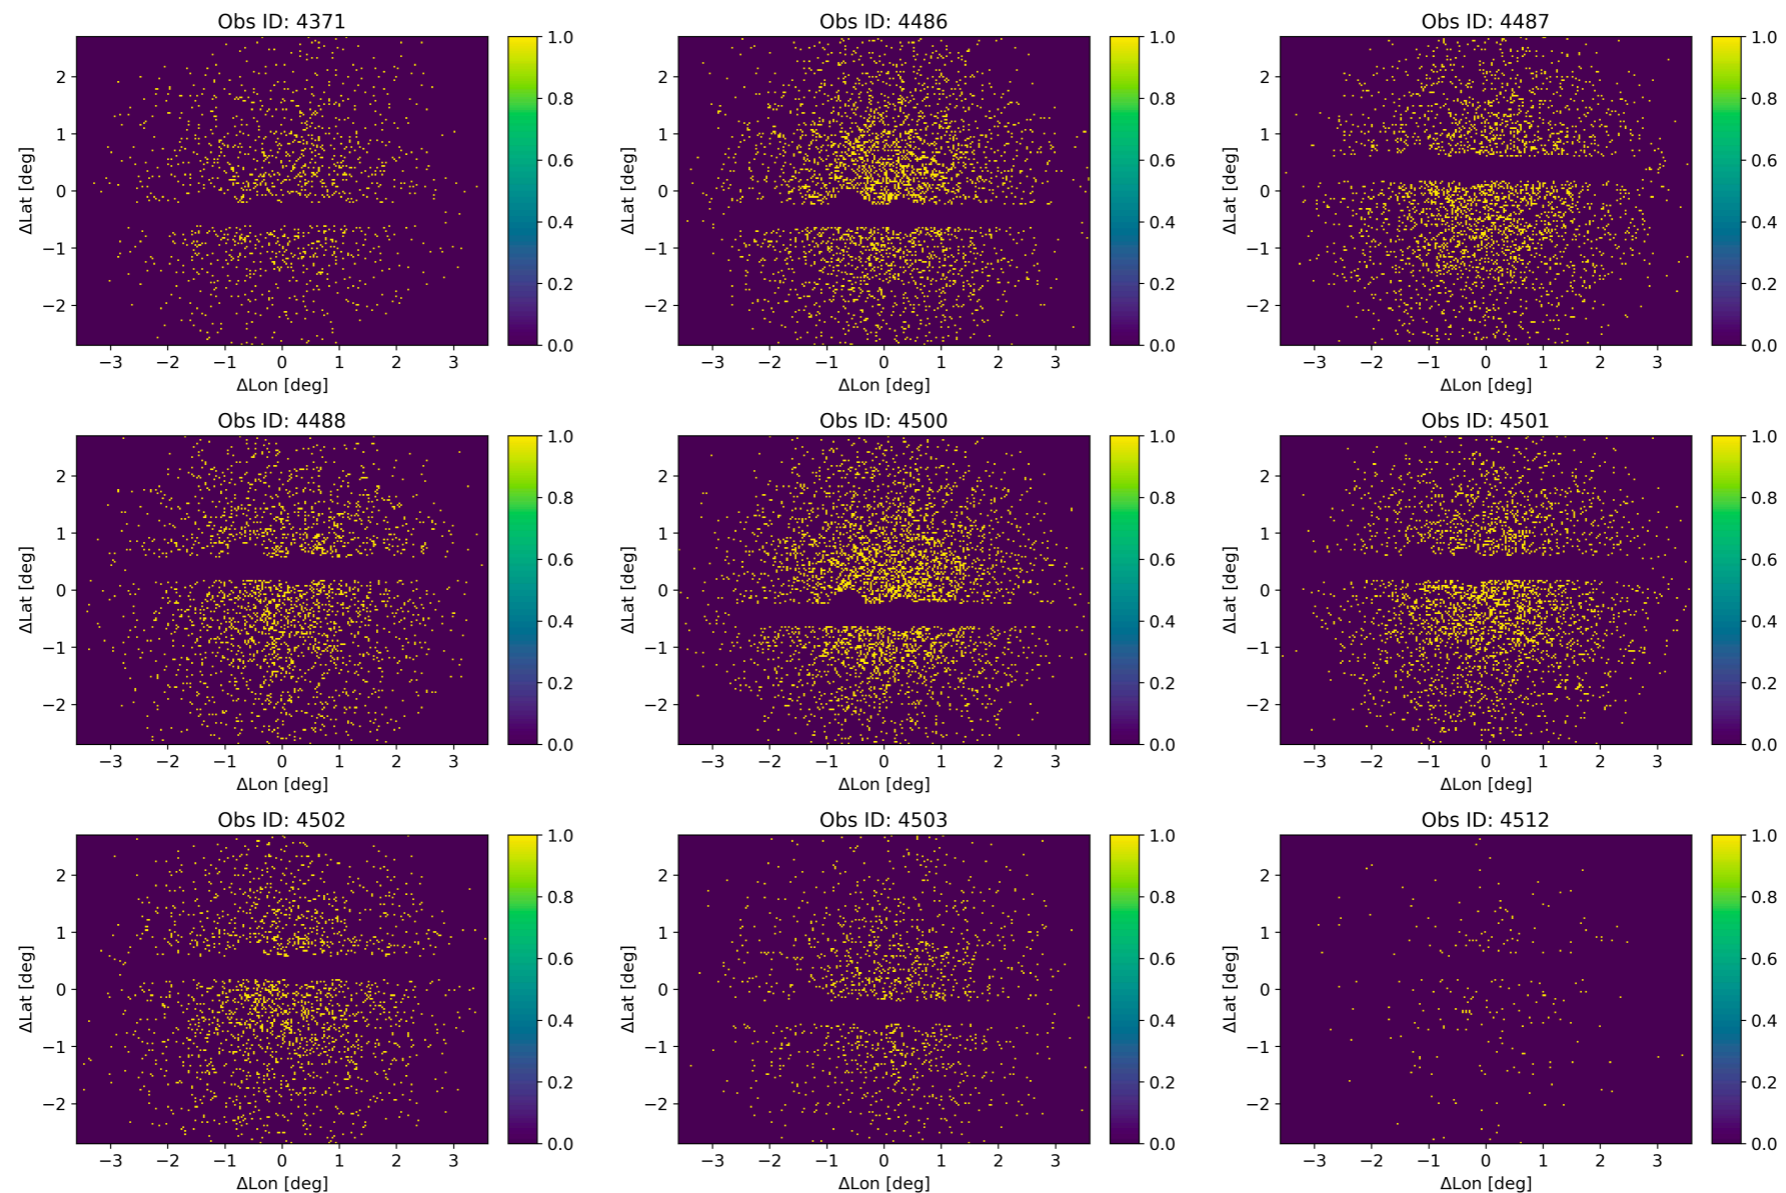 Obs ID: 4371
Obs ID: 4486
Obs ID: 4487
ΔLat [deg]
2
1
0
−1
−2
−3 −2 −1 0 1 2 3
ΔLon [deg]
1.0
0.8
0.6
0.4
0.2
0.0
ΔLat [deg]
2
1
0
−1
−2
−3 −2 −1 0 1 2 3
ΔLon [deg]
1.0
0.8
0.6
0.4
0.2
0.0
ΔLat [deg]
2
1
0
−1
−2
−3 −2 −1 0 1 2 3
ΔLon [deg]
1.0
0.8
0.6
0.4
0.2
0.0
Obs ID: 4488
Obs ID: 4500
Obs ID: 4501
ΔLat [deg]
2
1
0
−1
−2
−3 −2 −1 0 1 2 3
ΔLon [deg]
1.0
0.8
0.6
0.4
0.2
0.0
ΔLat [deg]
2
1
0
−1
−2
−3 −2 −1 0 1 2 3
ΔLon [deg]
1.0
0.8
0.6
0.4
0.2
0.0
ΔLat [deg]
2
1
0
−1
−2
−3 −2 −1 0 1 2 3
ΔLon [deg]
1.0
0.8
0.6
0.4
0.2
0.0
Obs ID: 4502
Obs ID: 4503
Obs ID: 4512
ΔLat [deg]
2
1
0
−1
−2
−3 −2 −1 0 1 2 3
ΔLon [deg]
1.0
0.8
0.6
0.4
0.2
0.0
ΔLat [deg]
2
1
0
−1
−2
−3 −2 −1 0 1 2 3
ΔLon [deg]
1.0
0.8
0.6
0.4
0.2
0.0
ΔLat [deg]
2
1
0
−1
−2
−3 −2 −1 0 1 2 3
ΔLon [deg]
1.0
0.8
0.6
0.4
0.2
0.0